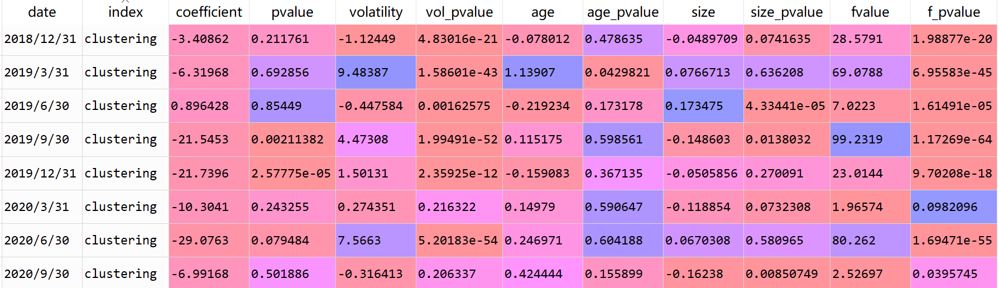 date index coefficient pvalue volatility vol_pvalue age age_pvalue size size_pvalue fvalue f_pvalue
2018/12/31 clustering -3.40862 0.211761 -1.12449 4.83016e-21 -0.078012 0.478635 -0.0489709 0.0741635 28.5791 1.98877e-20
2019/3/31 clustering -6.31968 0.692856 9.48387 1.58601e-43 1.13907 0.0429821 0.0766713 0.636208 69.0788 6.95583e-45
2019/6/30 clustering 0.896428 0.85449 -0.447584 0.00162575 -0.219234 0.173178 0.173475 4.33441e-05 7.0223 1.61491e-05
2019/9/30 clustering -21.5453 0.00211382 4.47308 1.99491e-52 0.115175 0.598561 -0.148603 0.0138032 99.2319 1.17269e-64
2019/12/31 clustering -21.7396 2.57775e-05 1.50131 2.35925e-12 -0.159083 0.367135 -0.0505856 0.270091 23.0144 9.70208e-18
2020/3/31 clustering -10.3041 0.243255 0.274351 0.216322 0.14979 0.590647 -0.118854 0.0732308 1.96574 0.0982096
2020/6/30 clustering -29.0763 0.079484 7.5663 5.20183e-54 0.246971 0.604188 0.0670308 0.580965 80.262 1.69471e-55
2020/9/30 clustering -6.99168 0.501886 -0.316413 0.206337 0.424444 0.155899 -0.16238 0.00850749 2.52697 0.0395745